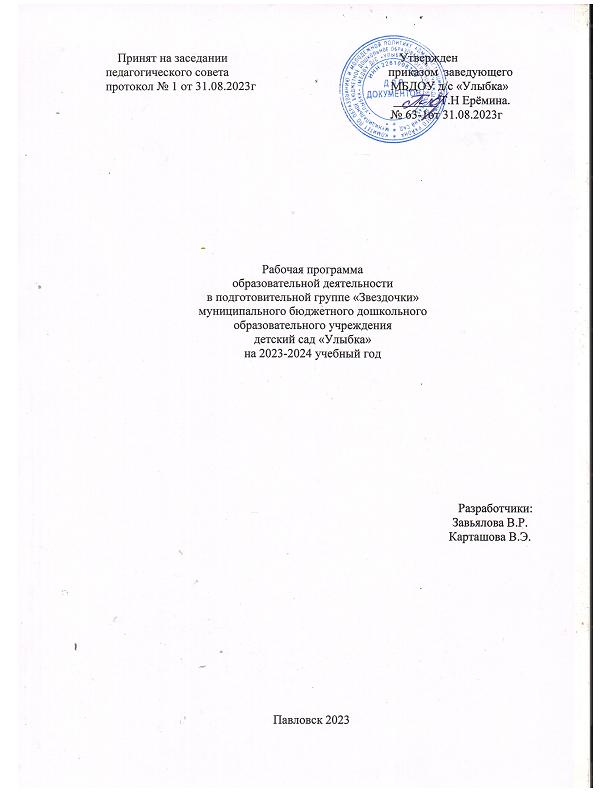 Принят на заседании
педагогического совета
протокол № 1 от 31.08.2023г
Утвержден
приказом заведующего
МБДОУ д/с «Улыбка»
.Н Ерёмина.
№ 63-1от 31.08.2023г
ДЛЯ
ДОКУМЕНТОВ
Рабочая программа
образовательной деятельности
в подготовительной группе «Звездочки»
муниципального бюджетного дошкольного
образовательного учреждения
детский сад «Улыбка»
на 2023-2024 учебный год
Разработчики:
Завьялова В.Р.
Карташова В.Э.
Павловск 2023